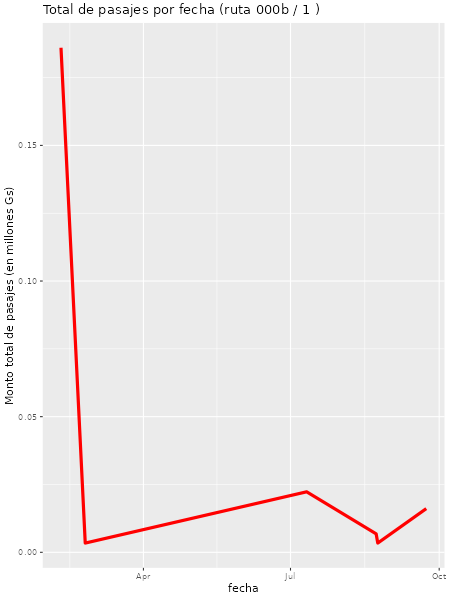 Total de pasajes por fecha (ruta 000b / 1 )
Monto total de pasajes (en millones Gs)
0.15
0.10
0.05
0.00
Apr
Jul
Oct
fecha